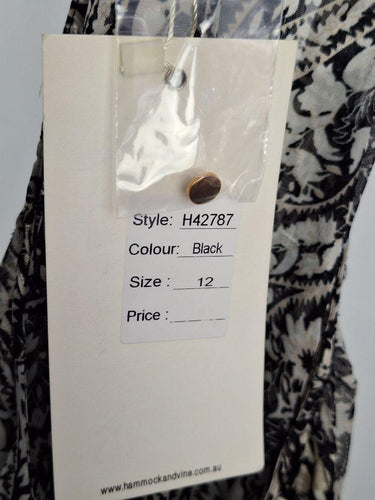 Style: H42787
Colour: Black
Size : 12
Price :
www.hammockandvine.com.au